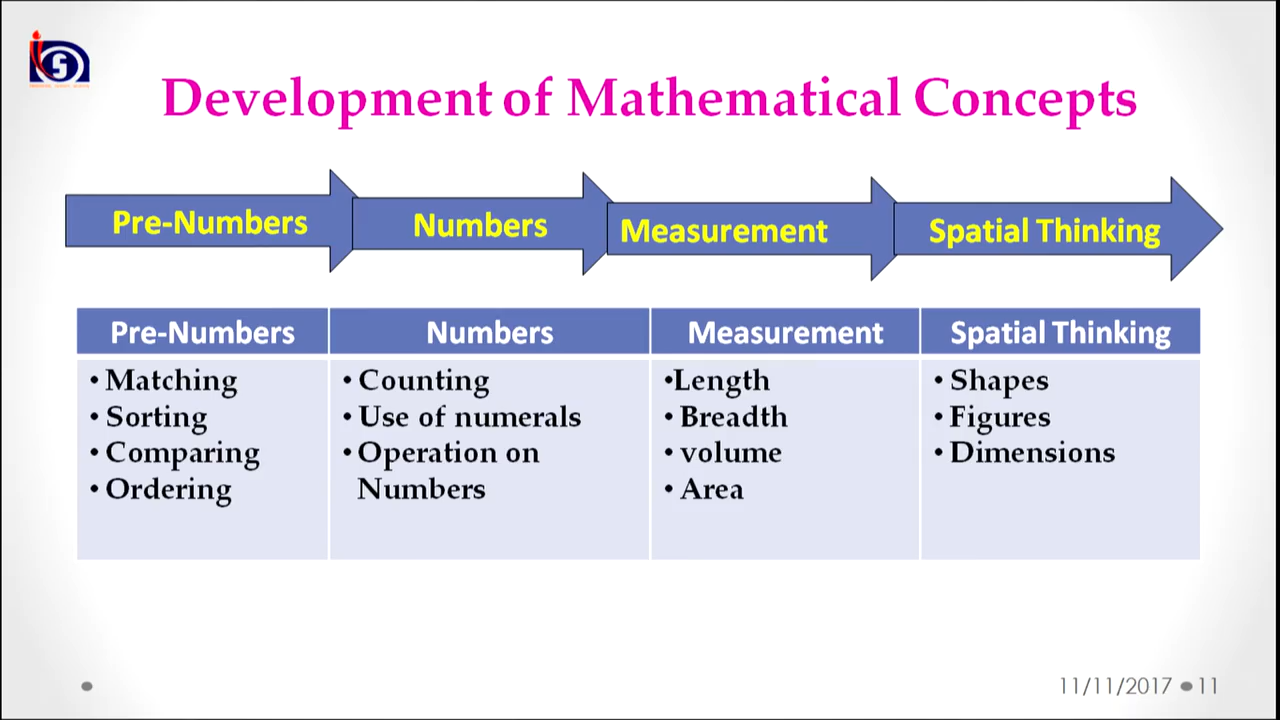 Development of Mathematical Concepts
Pre-Numbers
Numbers
Measurement
Spatial Thinking
Pre-Numbers
• Matching
• Sorting
• Comparing
• Ordering
Numbers
• Counting
• Use of numerals
• Operation on
Numbers
Measurement
•Length
• Breadth
• volume
• Area
Spatial Thinking
• Shapes
• Figures
• Dimensions
11/11/2017
11